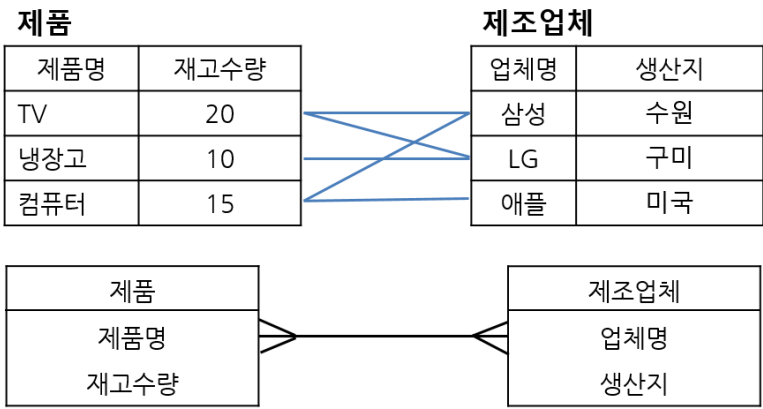 제품 제조업체
제품명 재고수량 업체명 생산지
TV 20 삼성 수원
냉장고 10 LG 구미
컴퓨터 15 애플 미국
제품 제조업체
제품명 업체명
재고수량 생산지